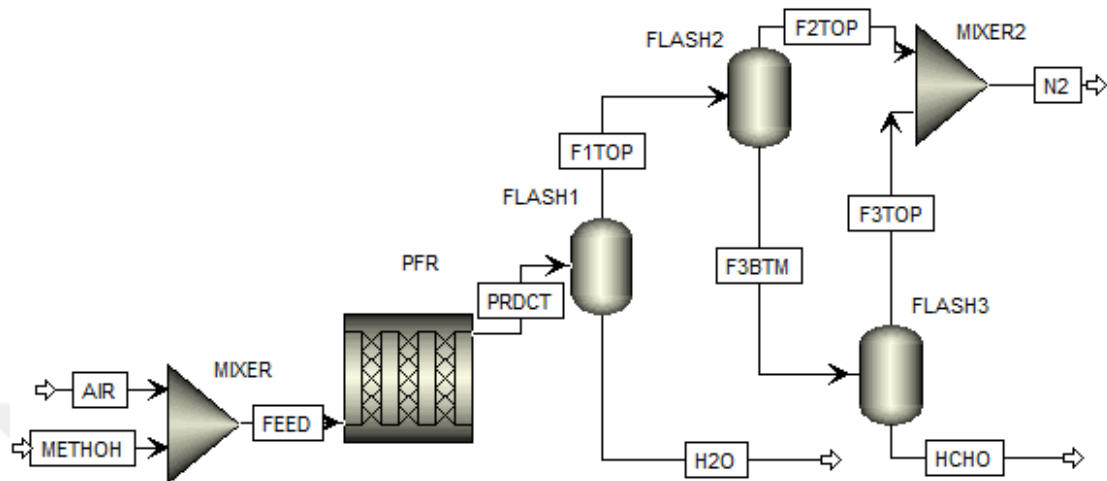 F2TOP
MIXER2
FLASH2
N2
F1TOP
FLASH1
F3TOP
PFR
F3BTM
PRDCT
FLASH3
MIXER
AIR
FEED
METHOH
H2O
HCHO